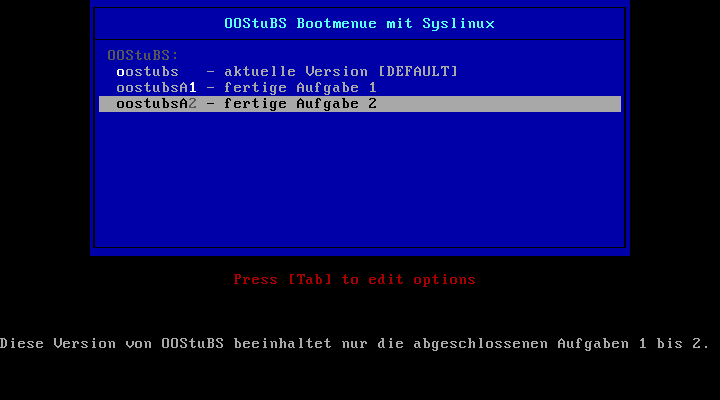 OOStuBS Bootmenue mit Syslinux
OOStuBS:
oostubs - aktuelle Version [DEFAULT]
oostubsA1 - fertige Aufgabe 1
oostubsA2 - fertige Aufgabe 2
Press [Tab] to edit options
Diese Version von OOStuBS beeinhaltet nur die abgeschlossenen Aufgaben 1 bis 2.